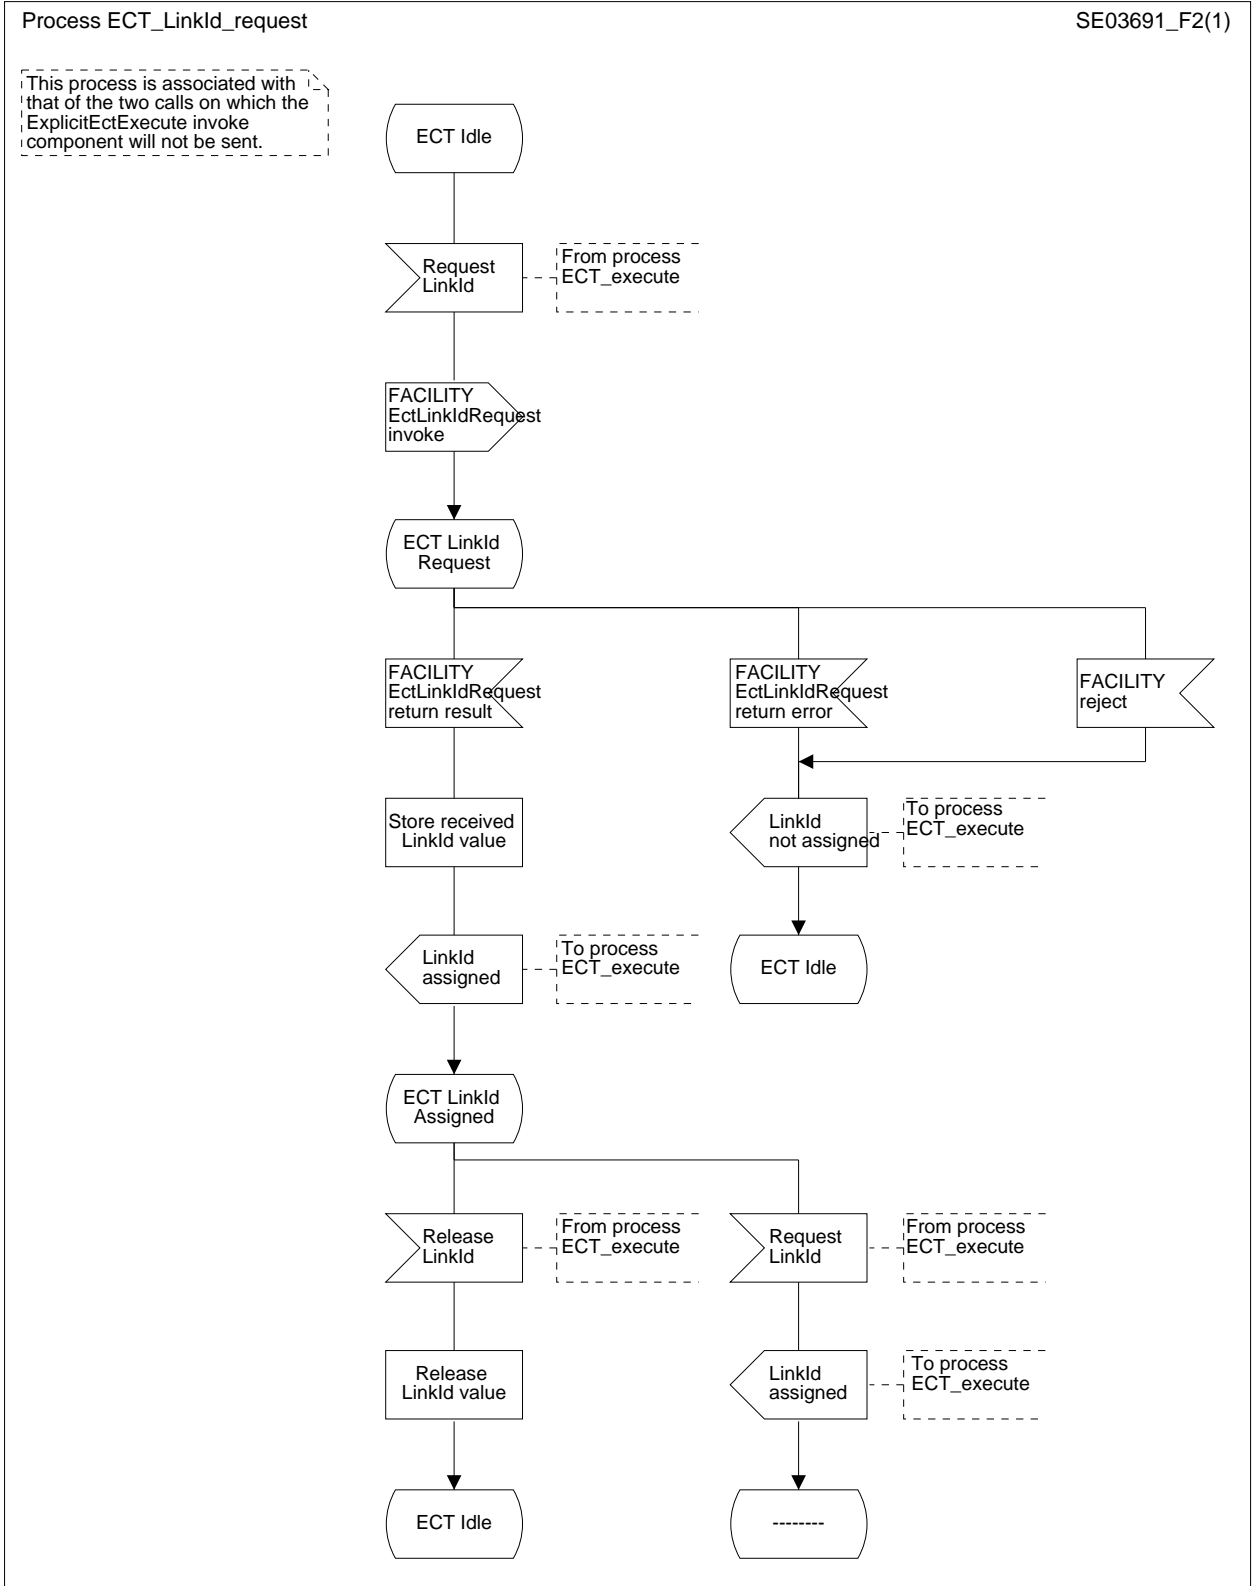 Process ECT_LinkId_request
SE03691_F2(1)
This process is associated with
that of the two calls on which the
ExplicitEctExecute invoke
component will not be sent.
ECT Idle
Request
LinkId
From process
ECT_execute
FACILITY
EctLinkIdRequest
invoke
ECT LinkId
Request
FACILITY
EctLinkIdRequest
return result
FACILITY
EctLinkIdRequest
return error
FACILITY
reject
Store received
LinkId value
LinkId
not assigned
To process
ECT_execute
LinkId
assigned
To process
ECT_execute
ECT Idle
ECT LinkId
Assigned
Release
LinkId
From process
ECT_execute
Request
LinkId
From process
ECT_execute
Release
LinkId value
LinkId
assigned
To process
ECT_execute
ECT Idle
--------